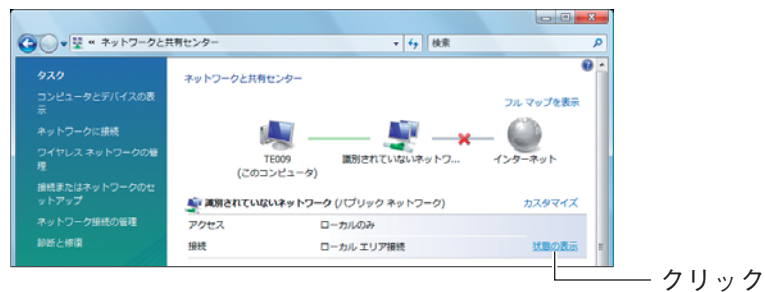 « ネットワークと共有センター
検索
タスク
コンピュータとデバイスの表
示
ネットワークに接続
ワイヤレス ネットワークの管
理
接続またはネットワークのセ
ットアップ
ネットワーク接続の管理
診断と修復
ネットワークと共有センター
フル マップを表示
TE009
(このコンピュータ)
識別されていないネットワ...
インターネット
識別されていないネットワーク (パブリック ネットワーク)
カスタマイズ
アクセス
ローカルのみ
接続
ローカル エリア接続
状態の表示
クリック